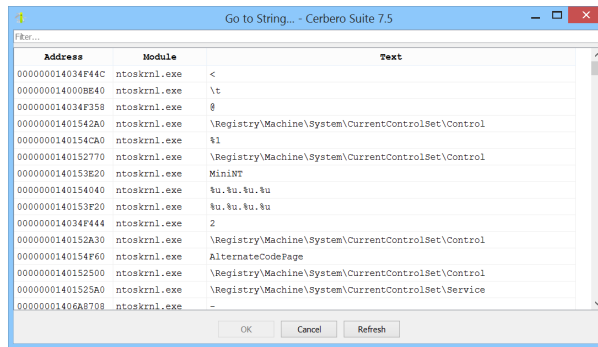 Go to String... - Cerbero Suite 7.5
Filter...
Address Module Text
000000014034F44C ntoskrnl.exe <
000000014000BE40 ntoskrnl.exe \t
000000014034F358 ntoskrnl.exe @
00000001401542A0 ntoskrnl.exe \Registry\Machine\System\CurrentControlSet\Control
0000000140154CA0 ntoskrnl.exe %1
0000000140152770 ntoskrnl.exe \Registry\Machine\System\CurrentControlSet\Control
0000000140153E20 ntoskrnl.exe MiniNT
0000000140154040 ntoskrnl.exe %u.%u.%u.%u
0000000140153F20 ntoskrnl.exe %u.%u.%u.%u
000000014034F444 ntoskrnl.exe 2
0000000140152A30 ntoskrnl.exe \Registry\Machine\System\CurrentControlSet\Control
0000000140154F60 ntoskrnl.exe AlternateCodePage
0000000140152500 ntoskrnl.exe \Registry\Machine\System\CurrentControlSet\Control
00000001401525A0 ntoskrnl.exe \Registry\Machine\System\CurrentControlSet\Service
00000001406A8708 ntoskrnl.exe -
OK Cancel Refresh